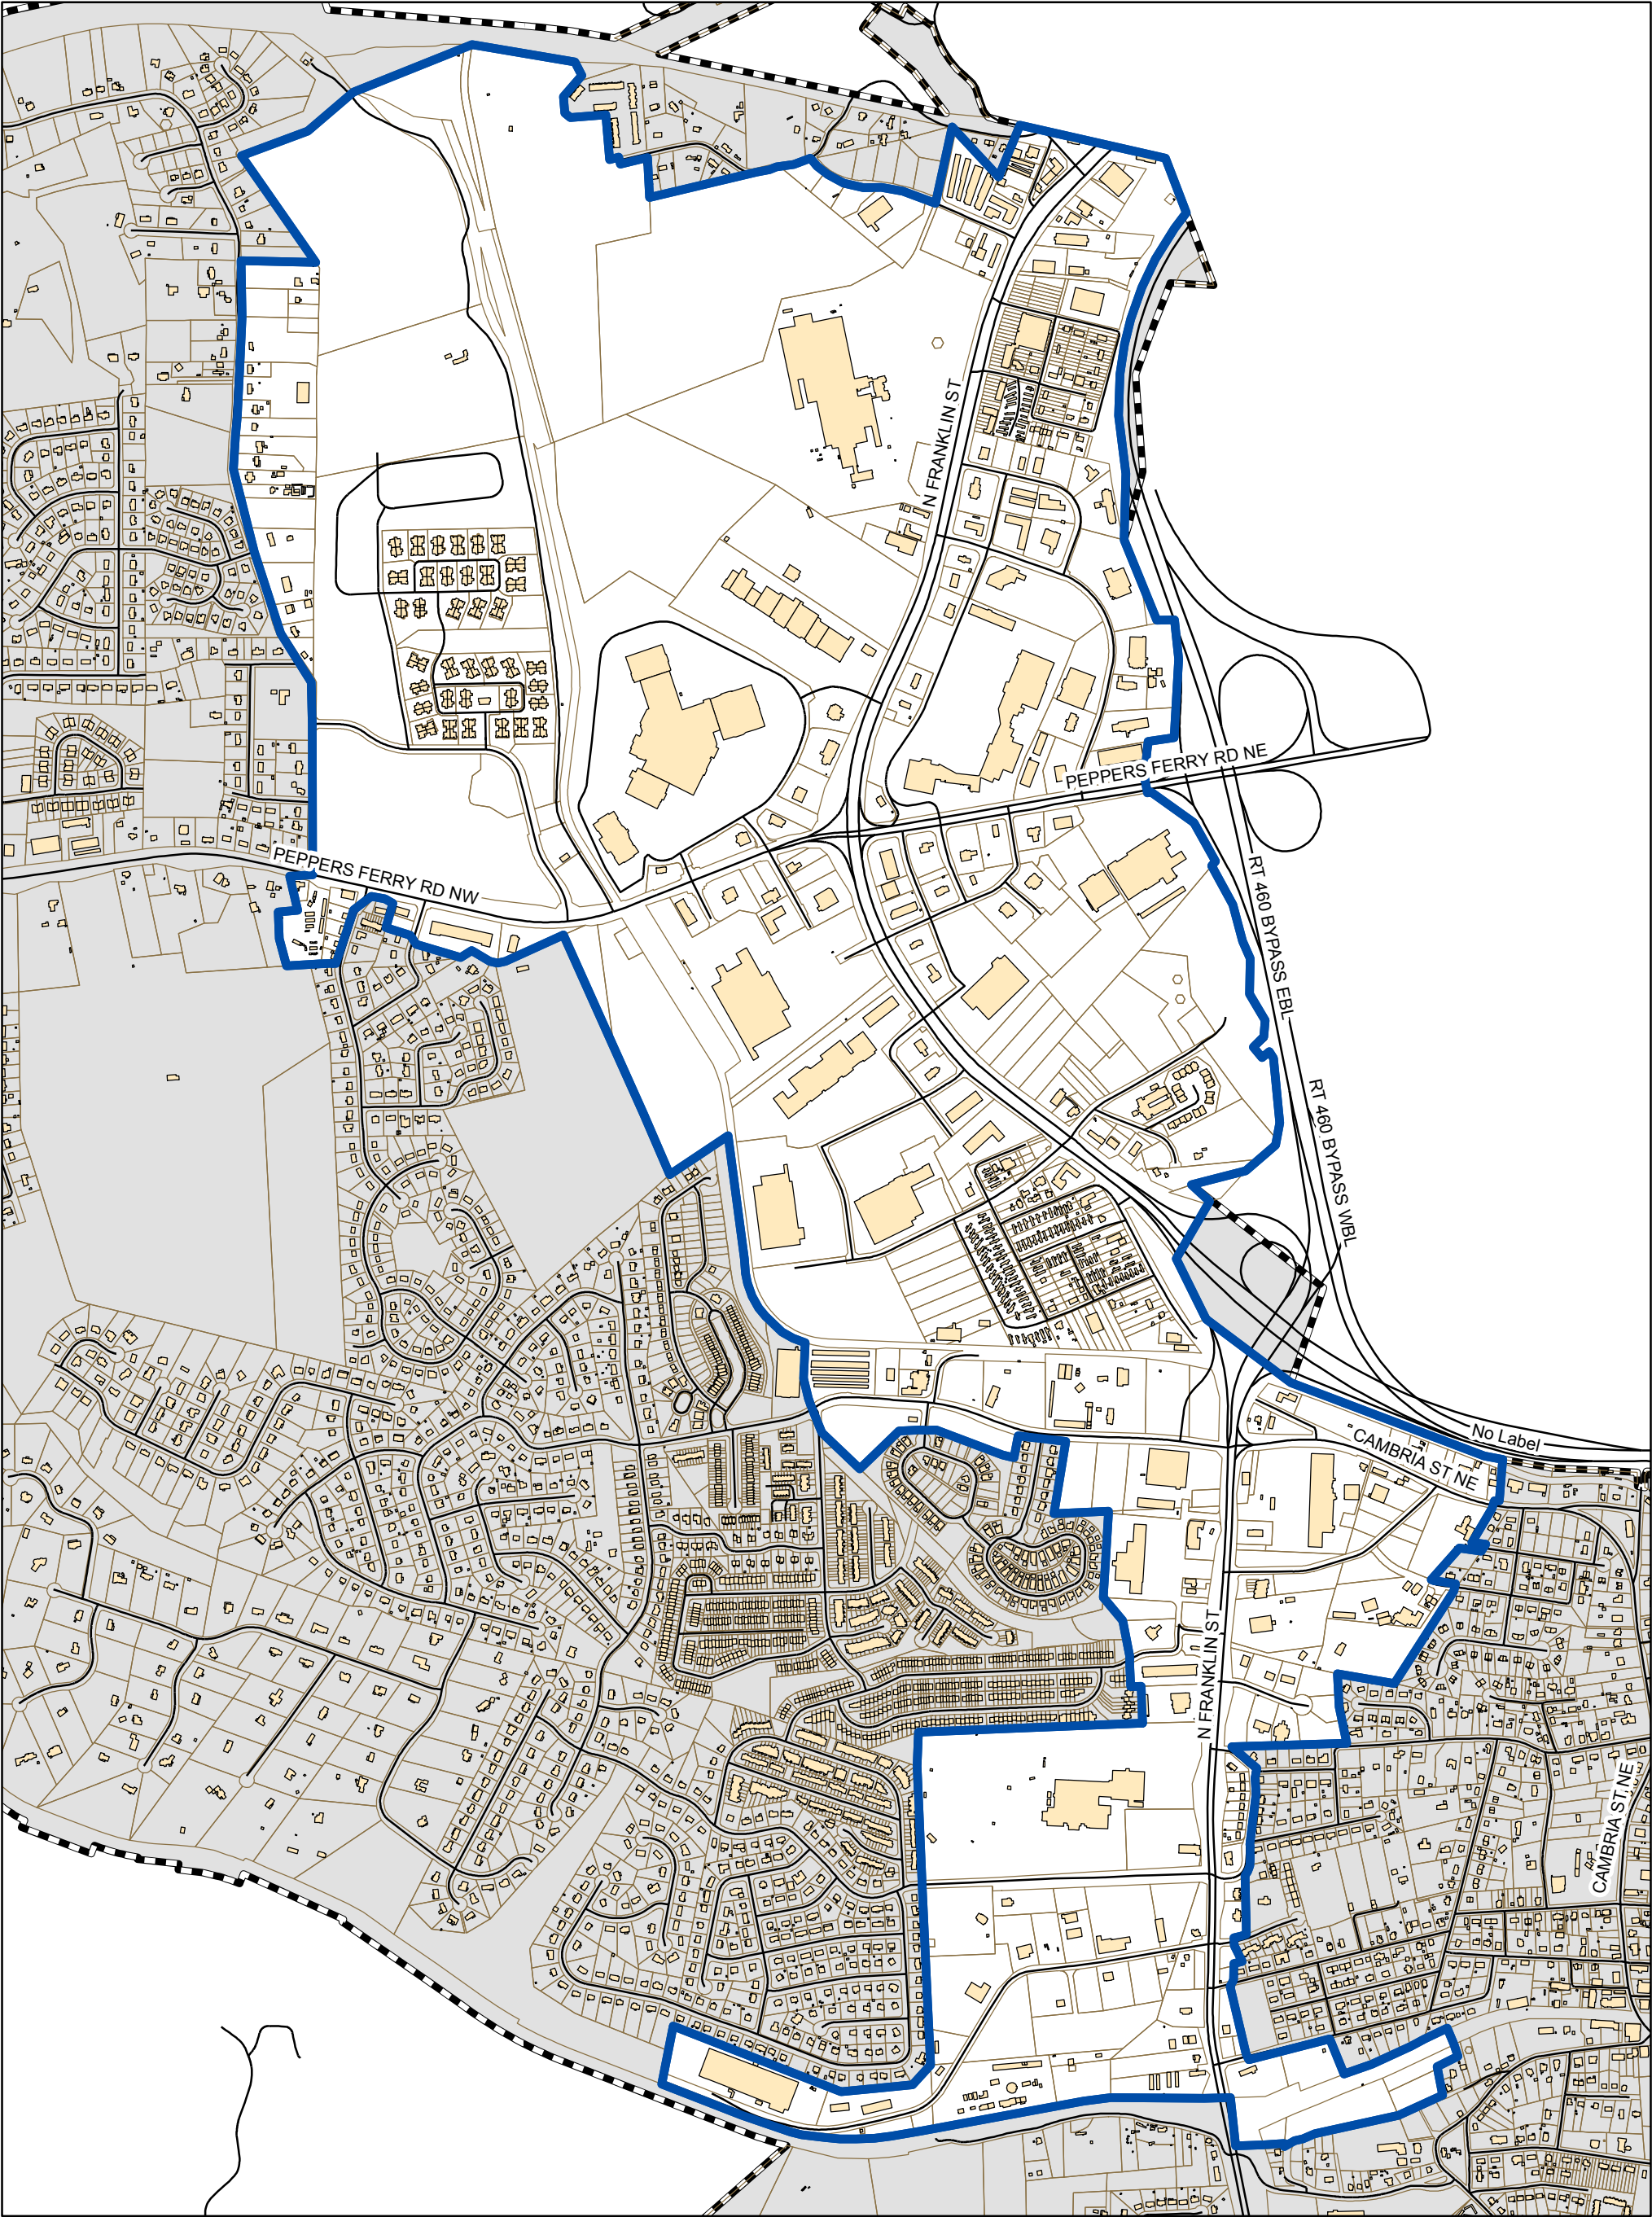 N FRANKLIN ST
PEPPERS FERRY RD NE
PEPPERS FERRY RD NW
RT 460 BYPASS EBL
RT 460 BYPASS WBL
No Label
CAMBRIA ST NE
N FRANKLIN ST
CAMBRIA ST NE